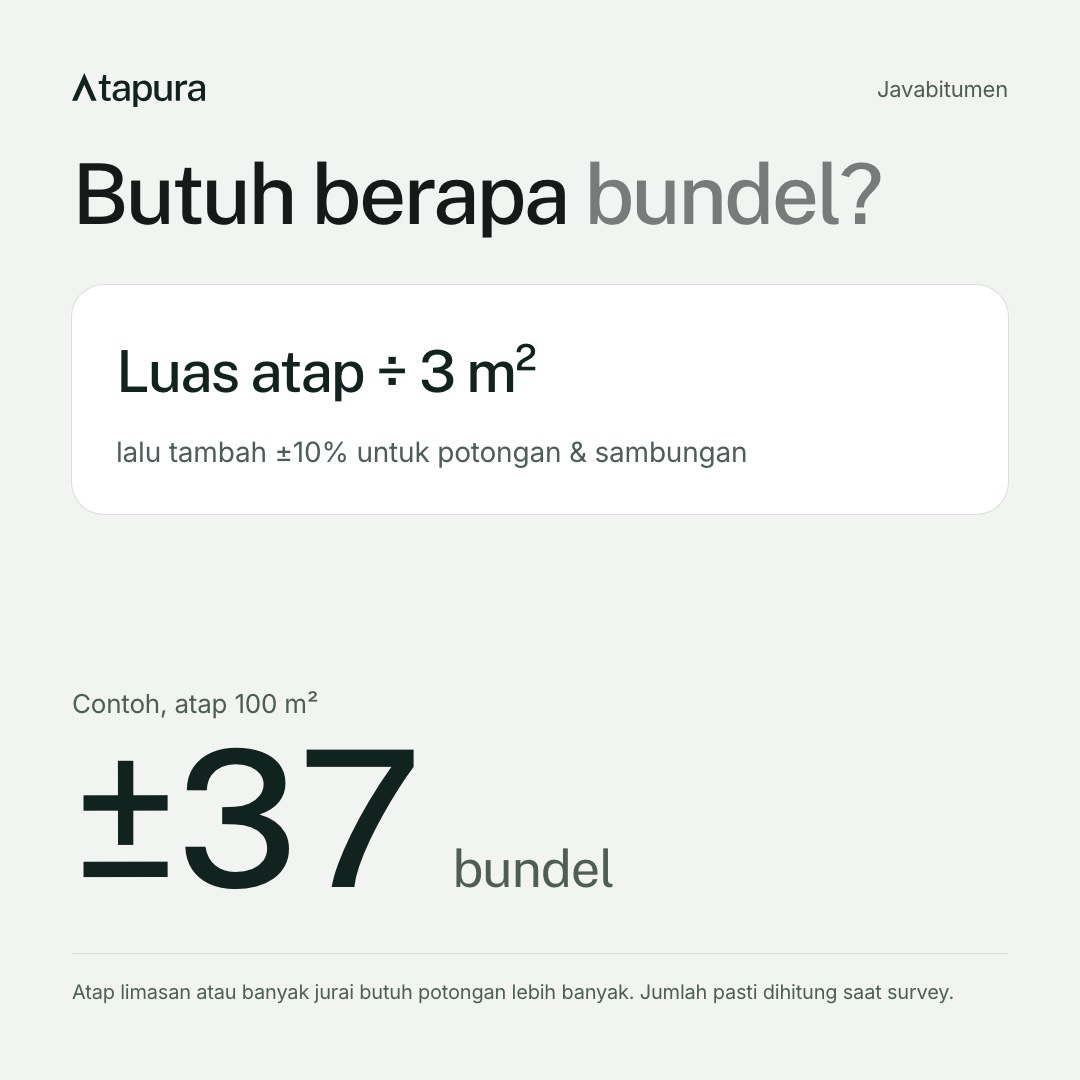 Atapura
Javabitumen
Butuh berapa bundel?
Luas atap ÷ 3 m²
lalu tambah ±10% untuk potongan & sambungan
Contoh, atap 100 m²
±37 bundel
Atap limasan atau banyak jurai butuh potongan lebih banyak. Jumlah pasti dihitung saat survey.